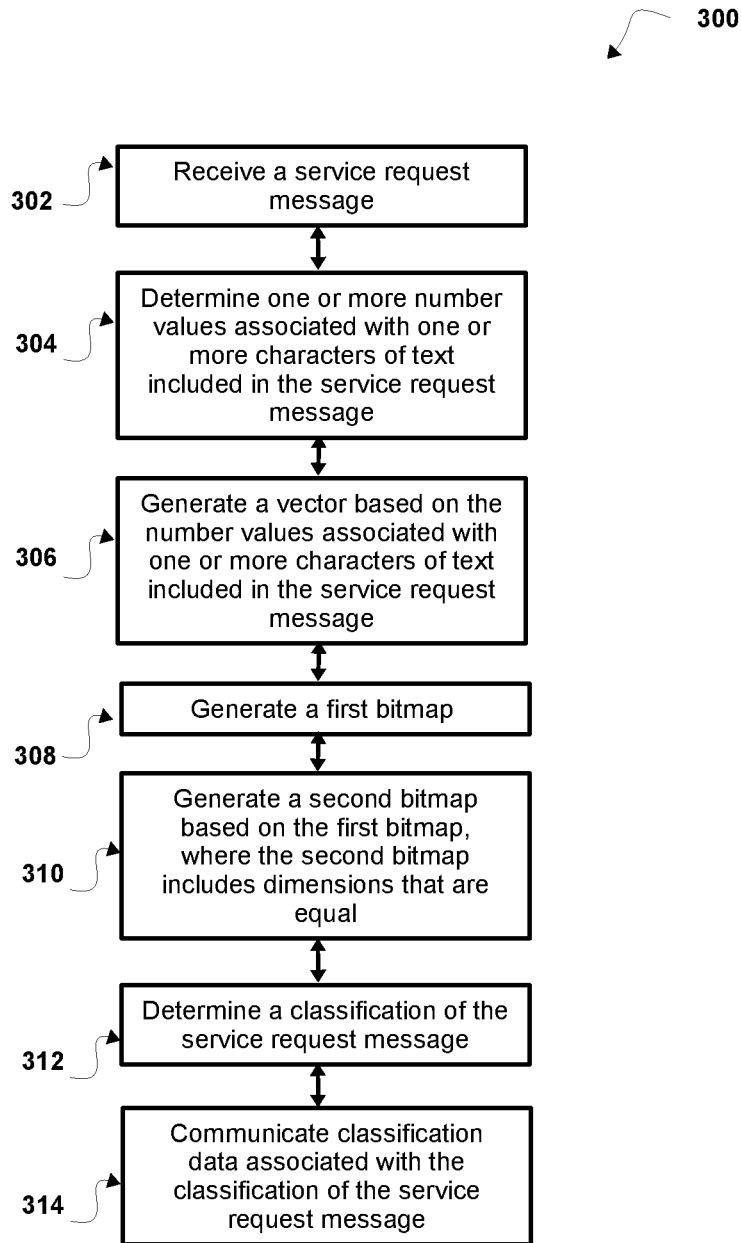 300
302
Receive a service request
message
304
Determine one or more number
values associated with one or
more characters of text
included in the service request
message
306
Generate a vector based on the
number values associated with
one or more characters of text
included in the service request
message
308
Generate a first bitmap
310
Generate a second bitmap
based on the first bitmap,
where the second bitmap
includes dimensions that are
equal
312
Determine a classification of the
service request message
314
Communicate classification
data associated with the
classification of the service
request message